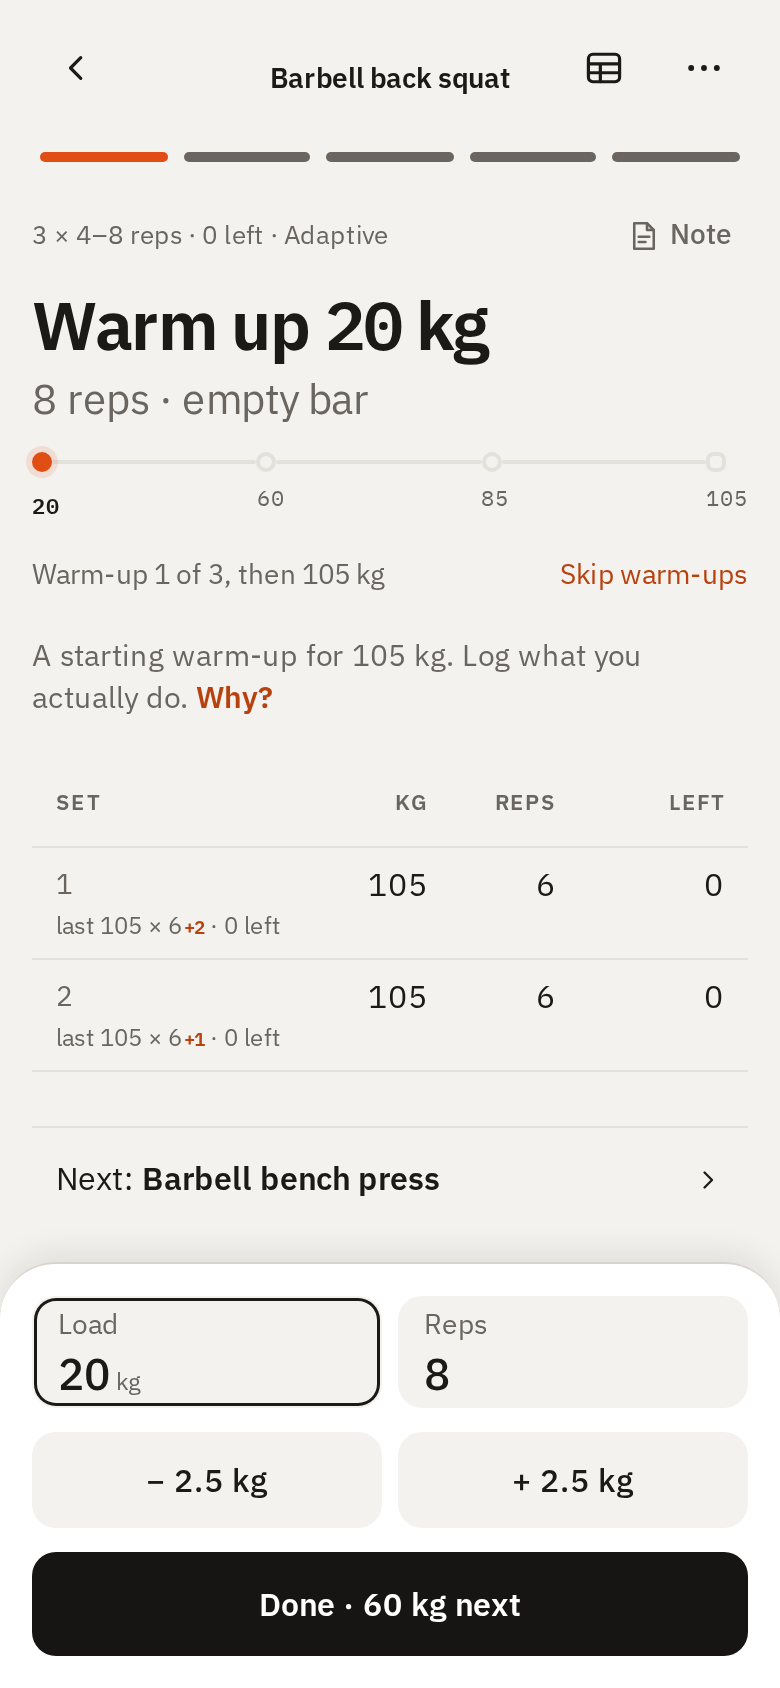 Barbell back squat
3 × 4–8 reps · 0 left · Adaptive Note
Warm up 20 kg
8 reps · empty bar
20 60 85 105
Warm-up 1 of 3, then 105 kg Skip warm-ups
A starting warm-up for 105 kg. Log what you
actually do. Why?
SET KG REPS LEFT
1 105 6 0
last 105 × 6 +2 · 0 left
2 105 6 0
last 105 × 6 +1 · 0 left
Next: Barbell bench press
Load Reps
20 kg 8
− 2.5 kg + 2.5 kg
Done · 60 kg next